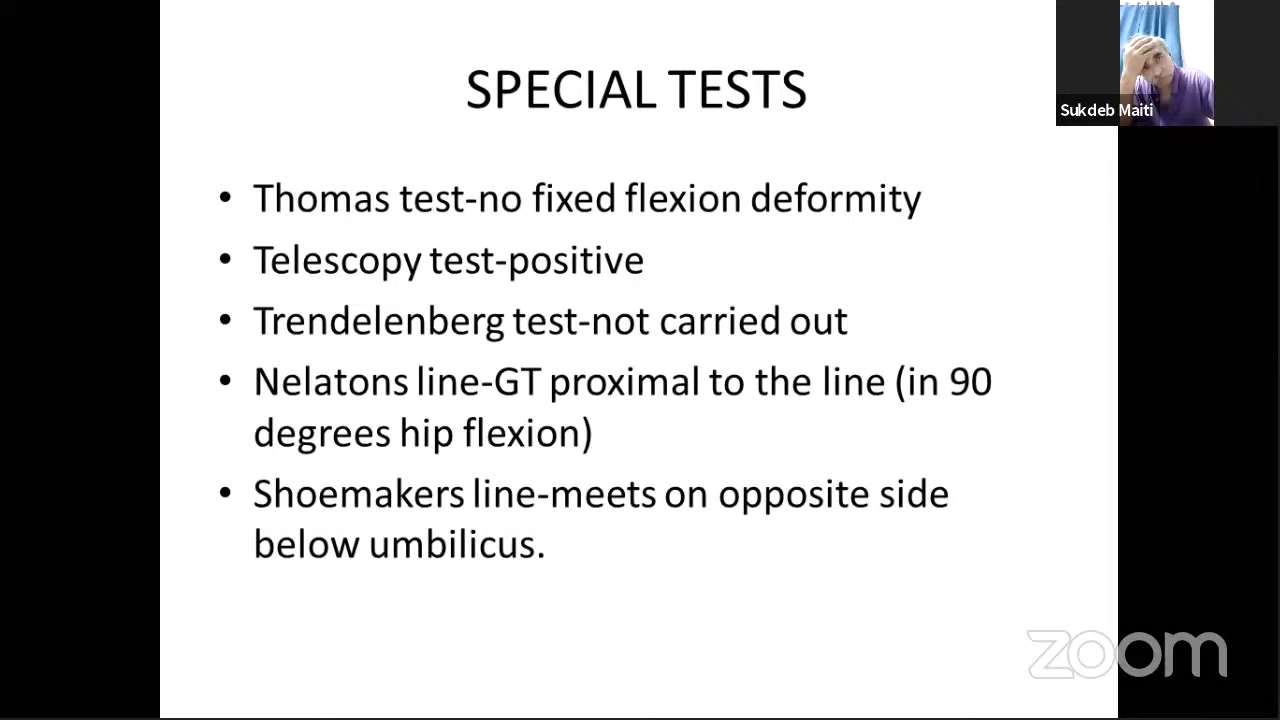 SPECIAL TESTS
Sukdeb Maiti
• Thomas test-no fixed flexion deformity
• Telescopy test-positive
• Trendelenberg test-not carried out
• Nelatons line-GT proximal to the line (in 90
degrees hip flexion)
• Shoemakers line-meets on opposite side
below umbilicus.
zoom